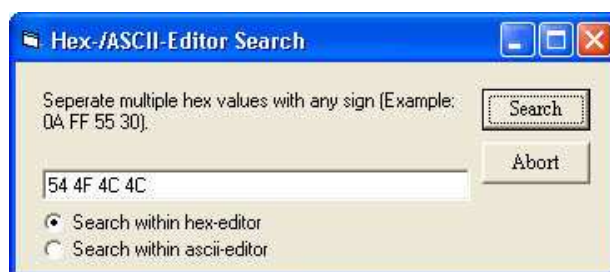 Hex-/ASCII-Editor Search
Seperate multiple hex values with any sign (Example:
0A FF 55 30).
Search
Abort
54 4F 4C 4C
Search within hex-editor
Search within ascii-editor